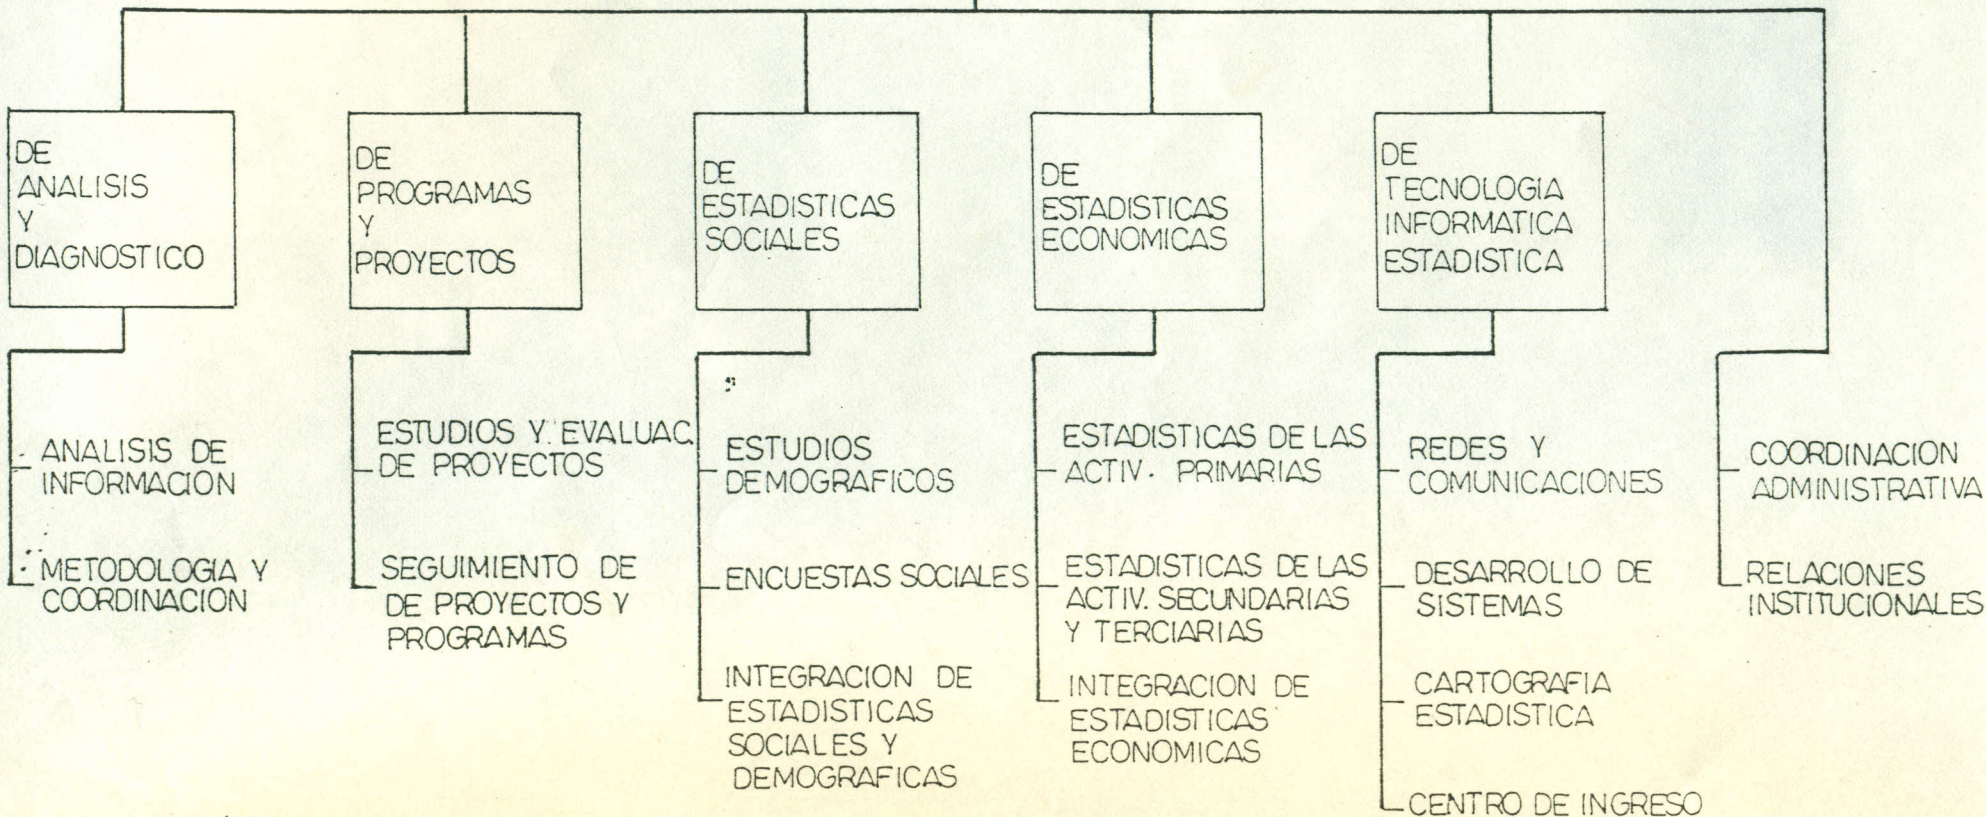 DE
ANALISIS
Y
DIAGNOSTICO
DE
PROGRAMAS
Y
PROYECTOS
DE
ESTADISTICAS
SOCIALES
DE
ESTADISTICAS
ECONOMICAS
DE
TECNOLOGIA
INFORMATICA
ESTADISTICA
ANALISIS DE
INFORMACION
METODOLOGIA Y
COORDINACION
ESTUDIOS Y EVALUAC.
DE PROYECTOS
SEGUIMIENTO DE
DE PROYECTOS Y
PROGRAMAS
ESTUDIOS
DEMOGRAFICOS
ENCUESTAS SOCIALES
INTEGRACION DE
ESTADISTICAS
SOCIALES Y
DEMOGRAFICAS
ESTADISTICAS DE LAS
ACTIV. PRIMARIAS
ESTADISTICAS DE LAS
ACTIV. SECUNDARIAS
Y TERCIARIAS
INTEGRACION DE
ESTADISTICAS
ECONOMICAS
REDES Y
COMUNICACIONES
DESARROLLO DE
SISTEMAS
CARTOGRAFIA
ESTADISTICA
CENTRO DE INGRESO
COORDINACION
ADMINISTRATIVA
RELACIONES
INSTITUCIONALES